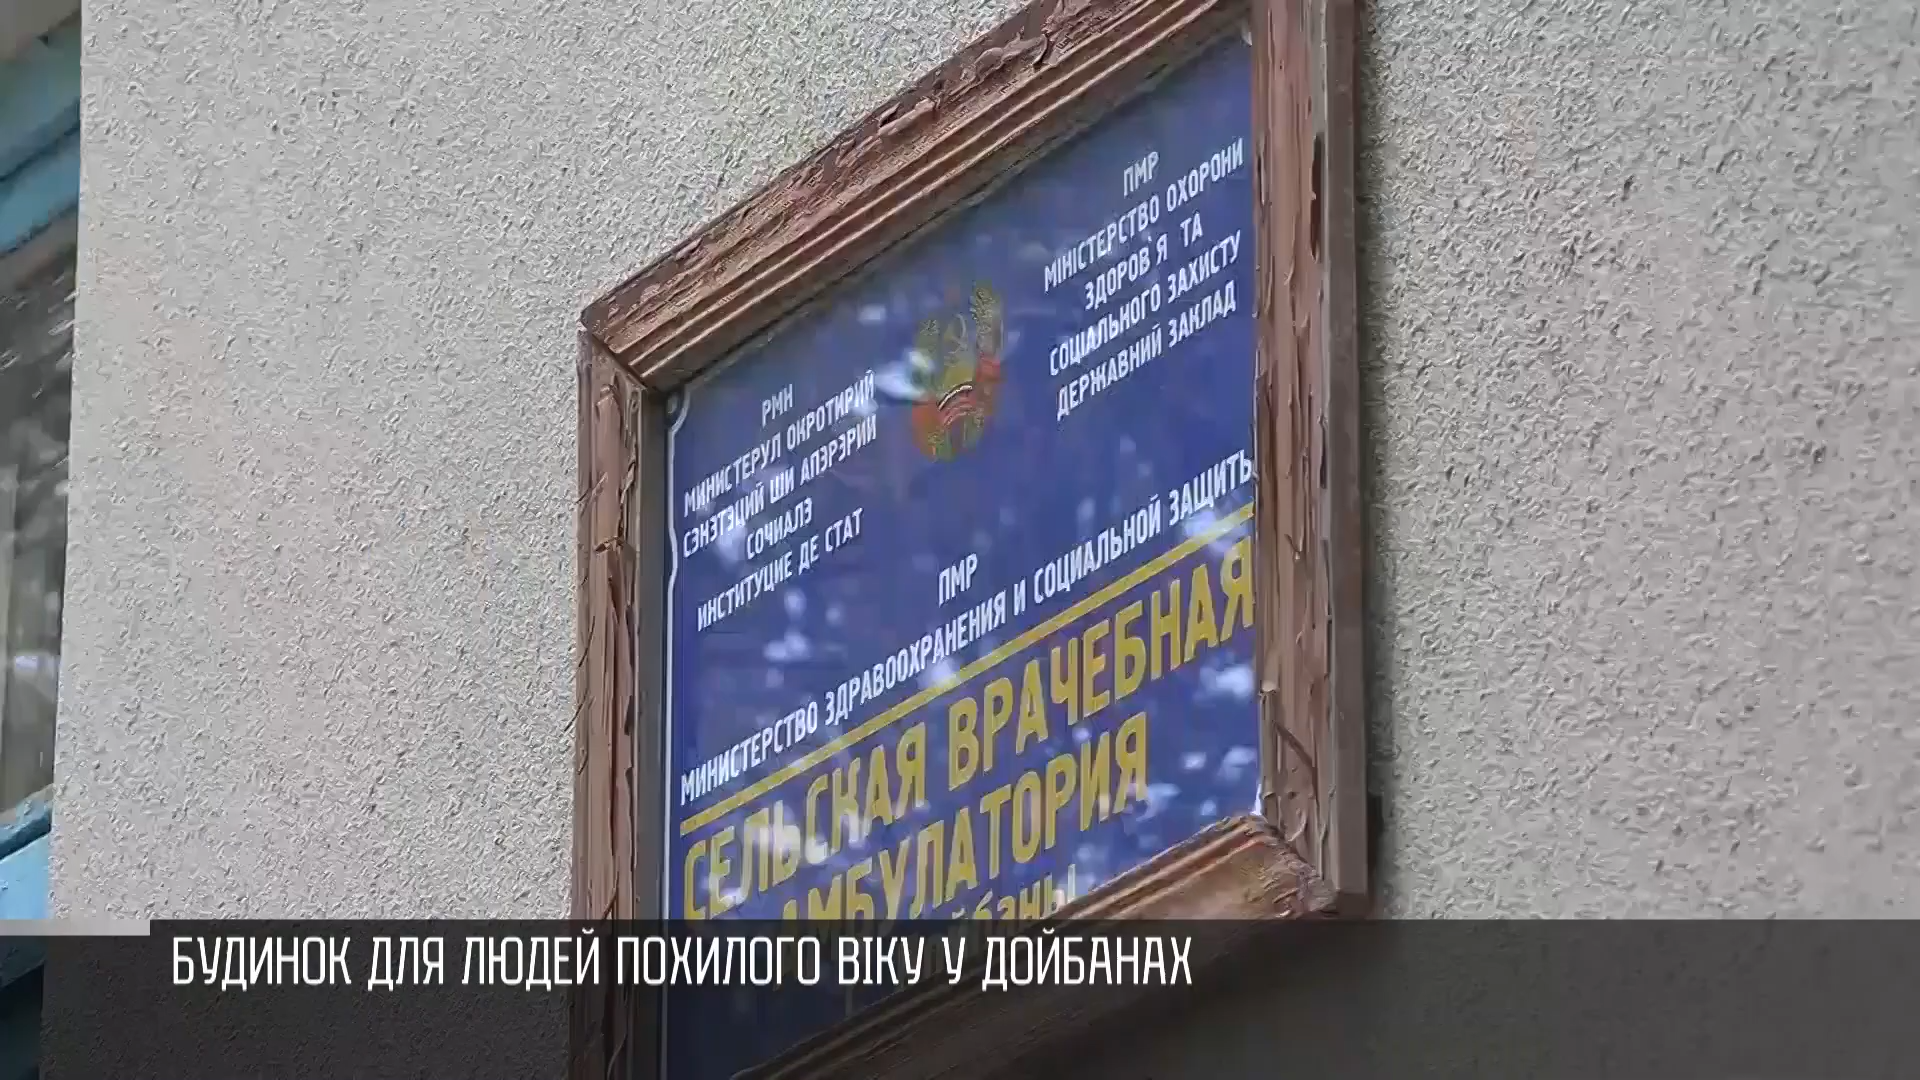 РМН
МИНИСТЕРУЛ ОКРОТИРИЙ
СЭНЭТЭЦИЙ ШИ АПЭРЭРИИ
СОЧИАЛЭ
ИНСТИТУЦИЕ ДЕ СТАТ
ПМР
МІНІСТЕРСТВО ОХОРОНИ
ЗДОРОВ`Я ТА
СОЦІАЛЬНОГО ЗАХИСТУ
ДЕРЖАВНИЙ ЗАКЛАД
ПМР
МИНИСТЕРСТВО ЗДРАВООХРАНЕНИЯ И СОЦИАЛЬНОЙ ЗАЩИТЫ
СЕЛЬСКАЯ ВРАЧЕБНАЯ
АМБУЛАТОРИЯ
БУДИНОК ДЛЯ ЛЮДЕЙ ПОХИЛОГО ВІКУ У ДОЙБАНАХ